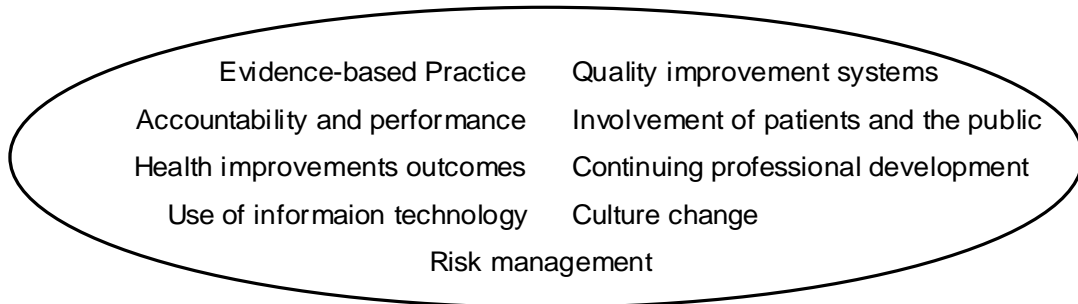 Evidence-based Practice Quality improvement systems
Accountability and performance Involvement of patients and the public
Health improvements outcomes Continuing professional development
Use of informaion technology Culture change
Risk management